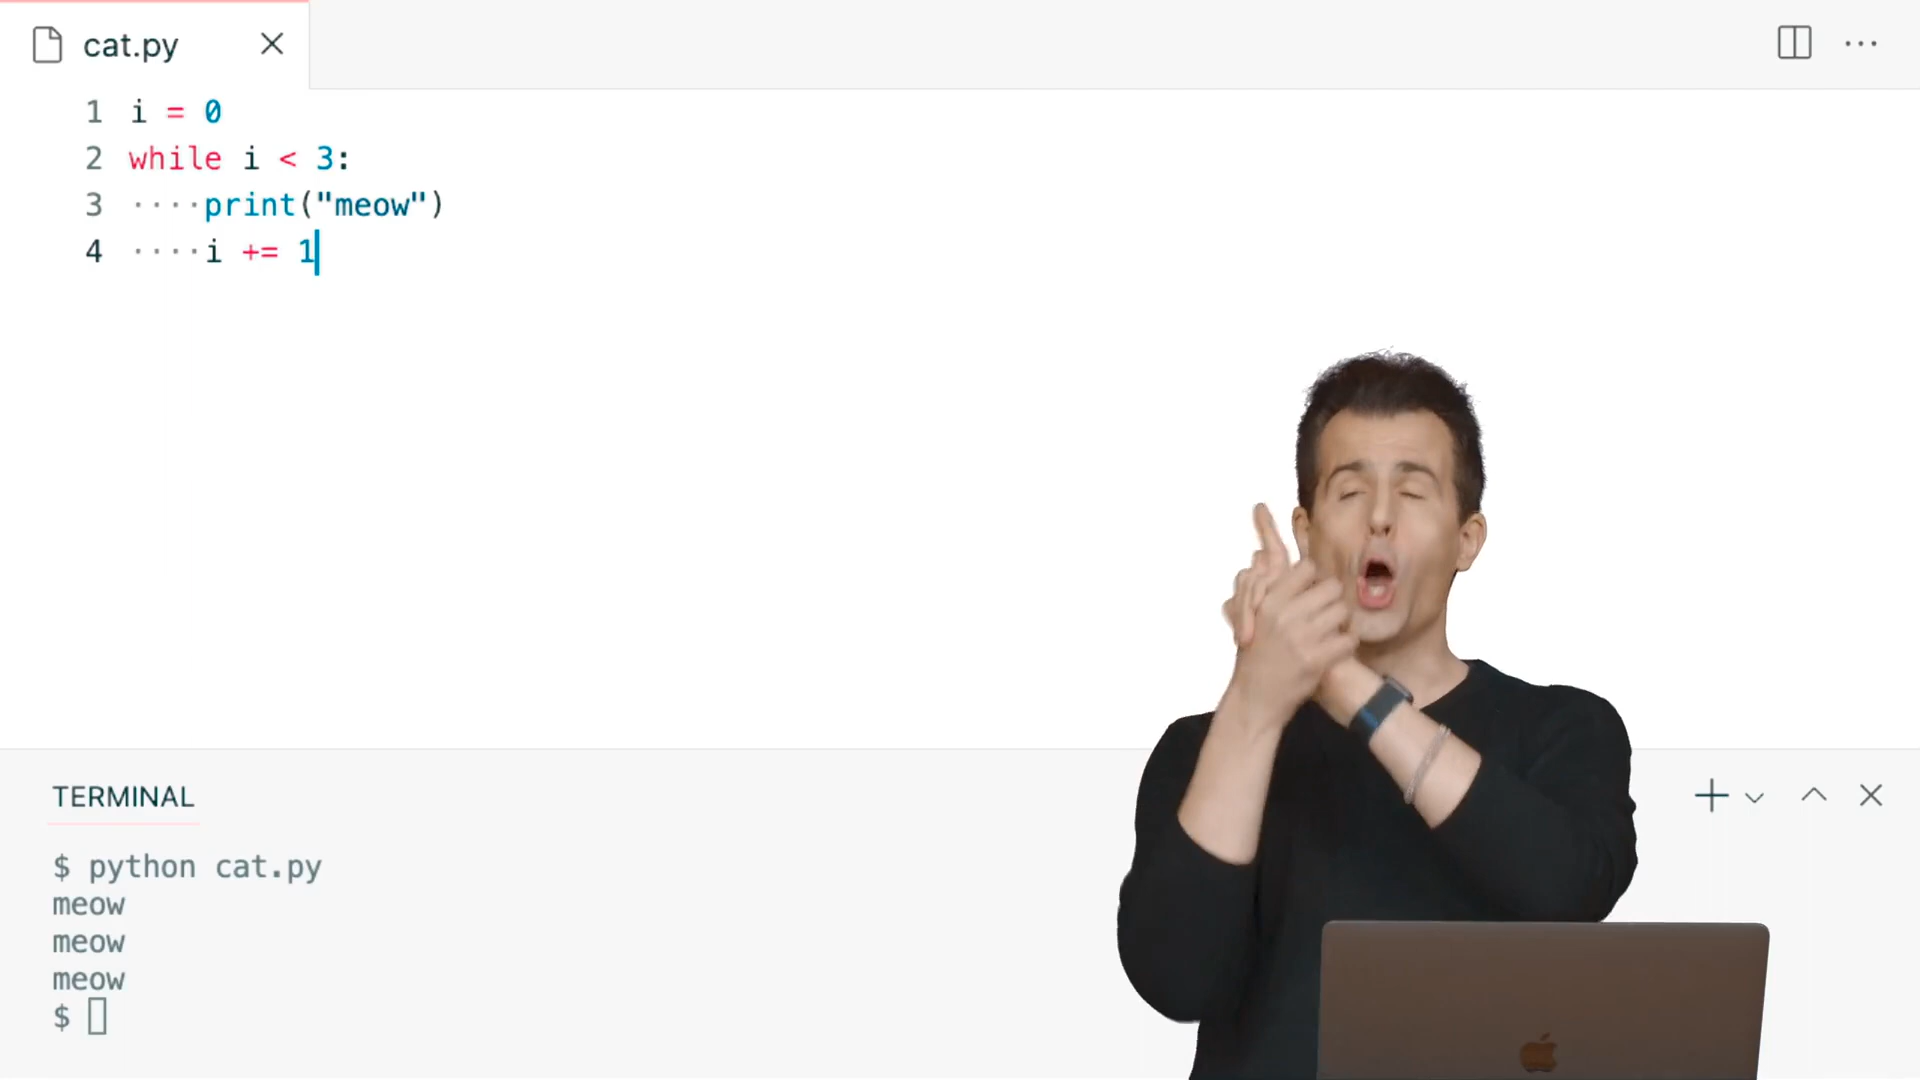 cat.py
1 i = 0
2 while i < 3:
3 ····print("meow")
4 ····i += 1
TERMINAL
$ python cat.py
meow
meow
meow
$